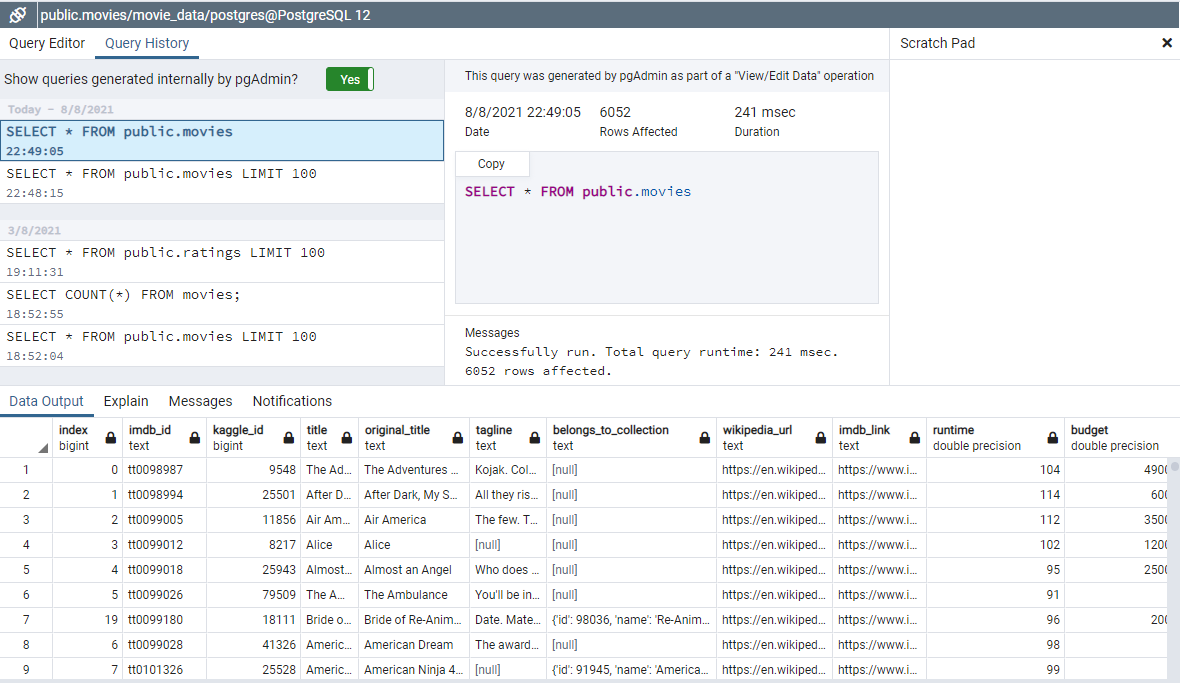 public.movies/movie_data/postgres@PostgreSQL 12
Query Editor Query History
Scratch Pad
Show queries generated internally by pgAdmin? Yes
Today - 8/8/2021
SELECT * FROM public.movies
22:49:05
SELECT * FROM public.movies LIMIT 100
22:48:15
3/8/2021
SELECT * FROM public.ratings LIMIT 100
19:11:31
SELECT COUNT(*) FROM movies;
18:52:55
SELECT * FROM public.movies LIMIT 100
18:52:04
This query was generated by pgAdmin as part of a "View/Edit Data" operation
8/8/2021 22:49:05 6052 241 msec
Date Rows Affected Duration
Copy
SELECT * FROM public.movies
Messages
Successfully run. Total query runtime: 241 msec.
6052 rows affected.
Data Output Explain Messages Notifications
index imdb_id kaggle_id title original_title tagline belongs_to_collection wikipedia_url imdb_link runtime budget
bigint text bigint text text text text text text double precision double precision
1 0 tt0098987 9548 The Ad... The Adventures ... Kojak. Col... [null] https://en.wikiped... https://www.i... 104 4900
2 1 tt0098994 25501 After D... After Dark, My S... All they ris... [null] https://en.wikiped... https://www.i... 114 600
3 2 tt0099005 11856 Air Am... Air America The few. T... [null] https://en.wikiped... https://www.i... 112 3500
4 3 tt0099012 8217 Alice Alice [null] [null] https://en.wikiped... https://www.i... 102 1200
5 4 tt0099018 25943 Almost... Almost an Angel Who does ... [null] https://en.wikiped... https://www.i... 95 2500
6 5 tt0099026 79509 The A... The Ambulance You'll be in... [null] https://en.wikiped... https://www.i... 91
7 19 tt0099180 18111 Bride o... Bride of Re-Anim... Date. Mate... {'id': 98036, 'name': 'Re-Anim... https://en.wikiped... https://www.i... 96 200
8 6 tt0099028 41326 Americ... American Dream The award... [null] https://en.wikiped... https://www.i... 98
9 7 tt0101326 25528 Americ... American Ninja 4... [null] {'id': 91945, 'name': 'America... https://en.wikiped... https://www.i... 99